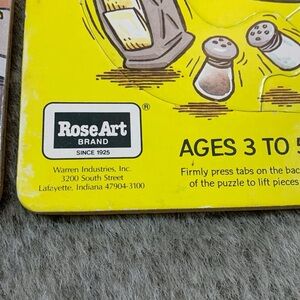 RoseArt
BRAND
SINCE 1925
®
Warren Industries, Inc.
3200 South Street
Lafayette, Indiana 47904-3100
AGES 3 TO 5
Firmly press tabs on the bac
of the puzzle to lift pieces